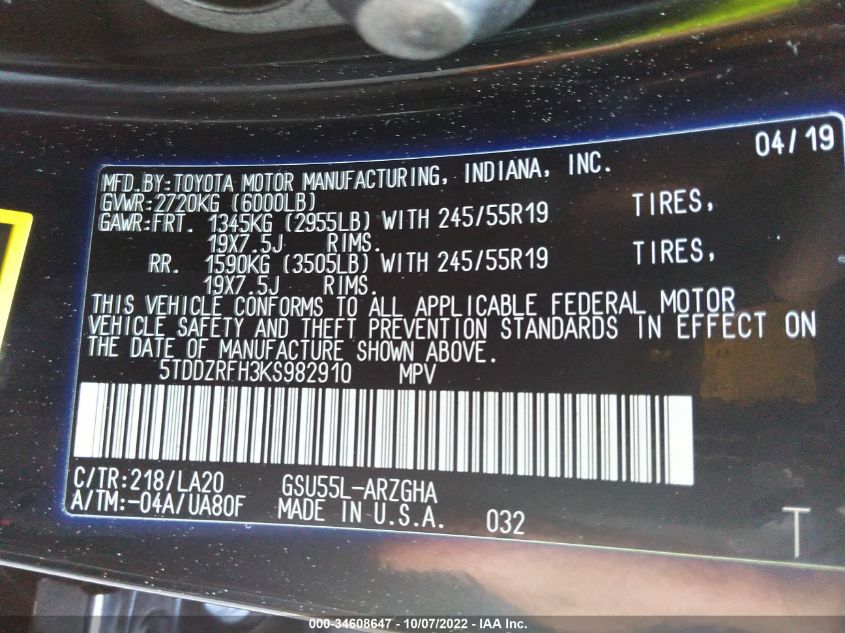 04/19
MFD.BY:TOYOTA MOTOR MANUFACTURING, INDIANA, INC.
GVWR:2720KG (6000LB)
GAWR:FRT. 1345KG (2955LB) WITH 245/55R19 TIRES,
19X7.5J RIMS.
RR. 1590KG (3505LB) WITH 245/55R19 TIRES,
19X7.5J RIMS.
THIS VEHICLE CONFORMS TO ALL APPLICABLE FEDERAL MOTOR
VEHICLE SAFETY AND THEFT PREVENTION STANDARDS IN EFFECT ON
THE DATE OF MANUFACTURE SHOWN ABOVE.
5TDDZRFH3KS982910 MPV
C/TR:218/LA20 GSU55L-ARZGHA
A/TM:-04A/UA80F MADE IN U.S.A. 032
T
000-34608647 - 10/07/2022 - IAA Inc.